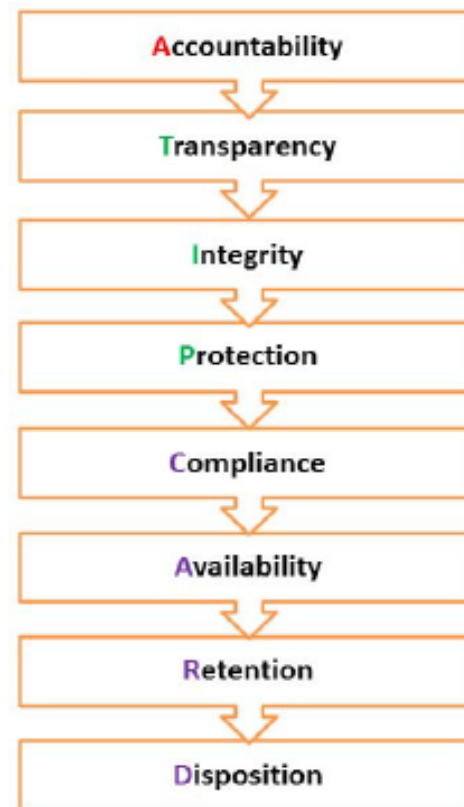 Accountability
Transparency
Integrity
Protection
Compliance
Availability
Retention
Disposition